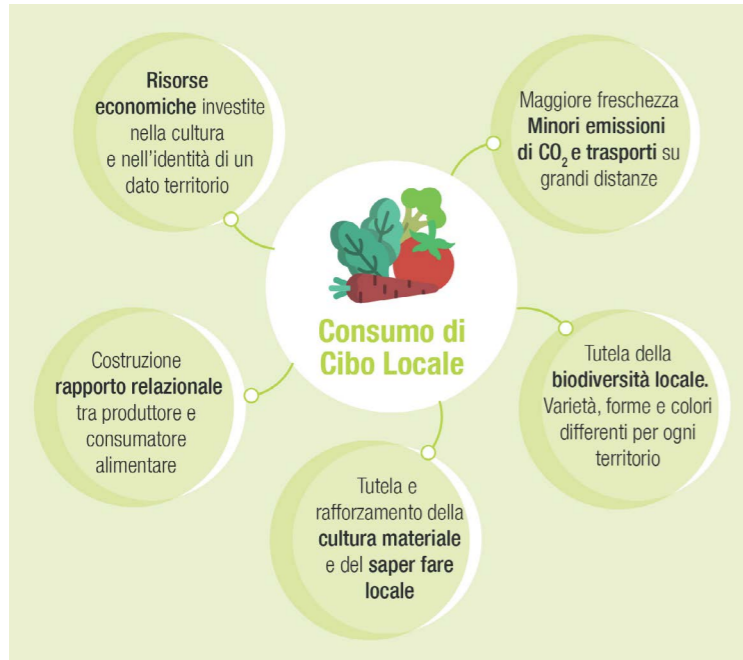 Risorse
economiche investite
nella cultura
e nell'identità di un
dato territorio
Maggiore freschezza
Minori emissioni
di CO₂ e trasporti su
grandi distanze
Consumo di
Cibo Locale
Costruzione
rapporto relazionale
tra produttore e
consumatore
alimentare
Tutela della
biodiversità locale.
Varietà, forme e colori
differenti per ogni
territorio
Tutela e
rafforzamento della
cultura materiale
e del saper fare
locale